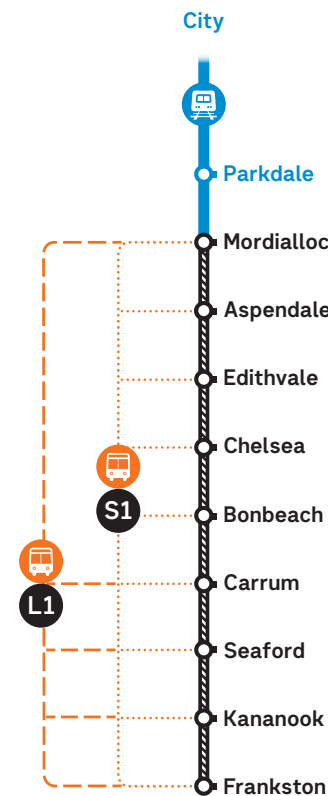 City
Parkdale
Mordialloc
Aspendale
Edithvale
Chelsea
S1
Bonbeach
Carrum
L1
Seaford
Kananook
Frankston